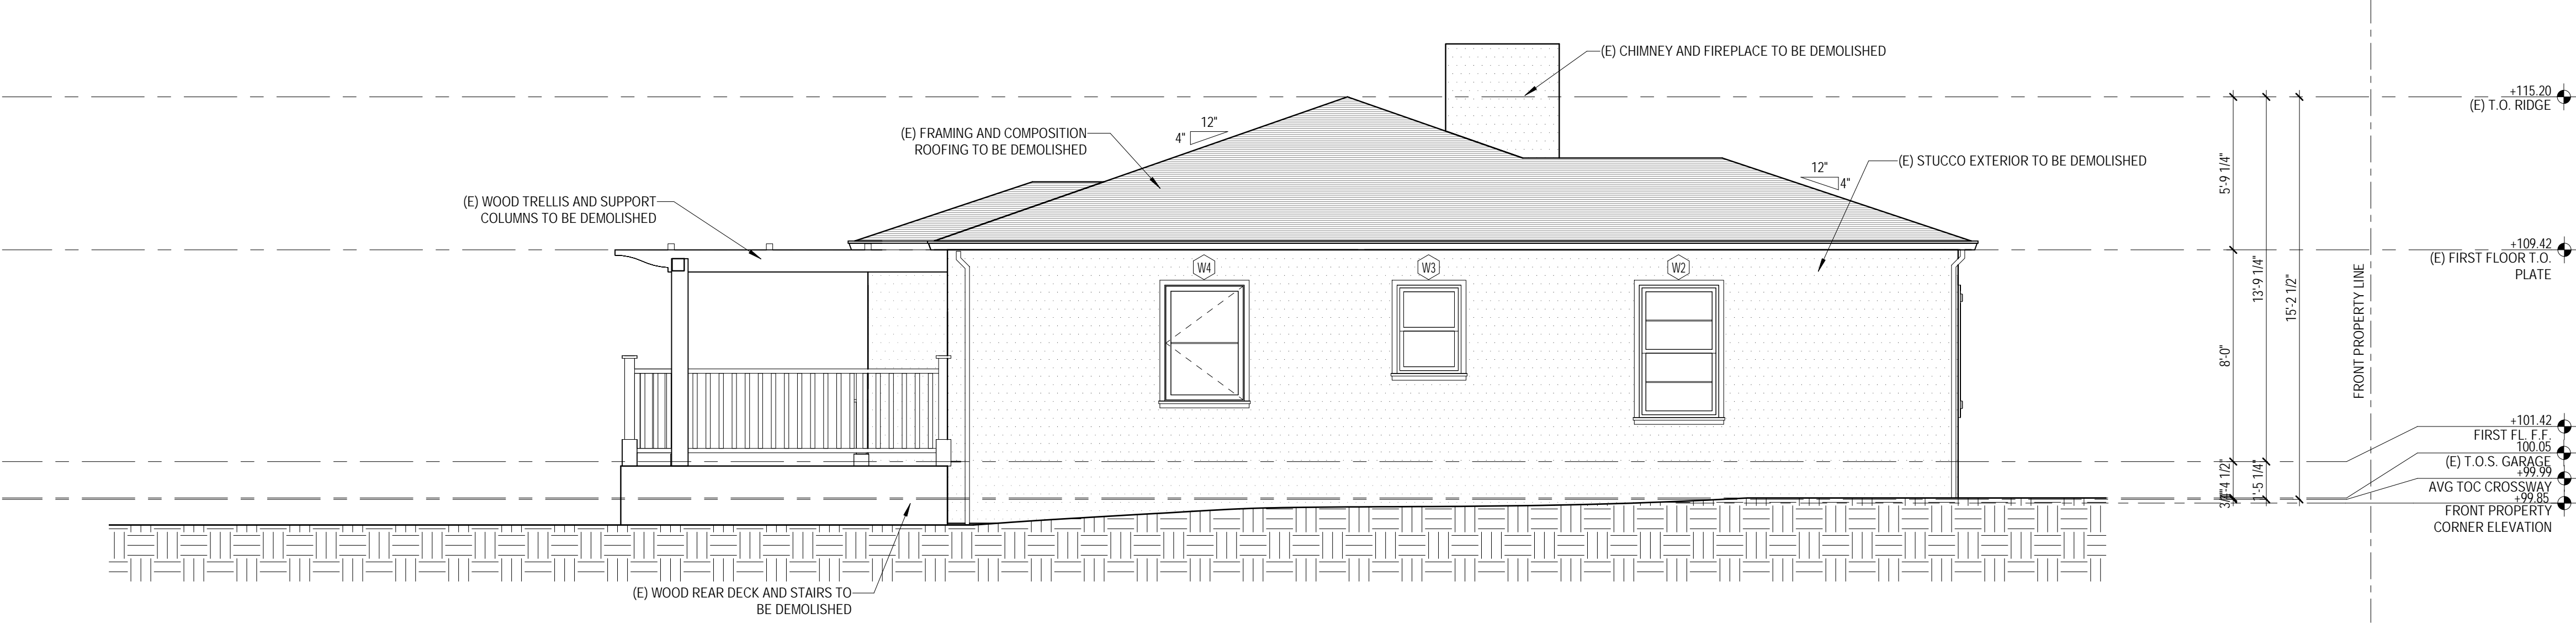 (E) CHIMNEY AND FIREPLACE TO BE DEMOLISHED
+115.20
(E) T.O. RIDGE
12"
4"
(E) FRAMING AND COMPOSITION
ROOFING TO BE DEMOLISHED
12"
4"
(E) STUCCO EXTERIOR TO BE DEMOLISHED
5'-9 1/4"
(E) WOOD TRELLIS AND SUPPORT
COLUMNS TO BE DEMOLISHED
+109.42
(E) FIRST FLOOR T.O.
PLATE
W4
W3
W2
13'-9 1/4"
15'-2 1/2"
FRONT PROPERTY LINE
8'-0"
+101.42
FIRST FL. F.F.
100.05
(E) T.O.S. GARAGE
+99.99
AVG TOC CROSSWAY
+99.85
FRONT PROPERTY
CORNER ELEVATION
1'-5 1/4"
(E) WOOD REAR DECK AND STAIRS TO
BE DEMOLISHED